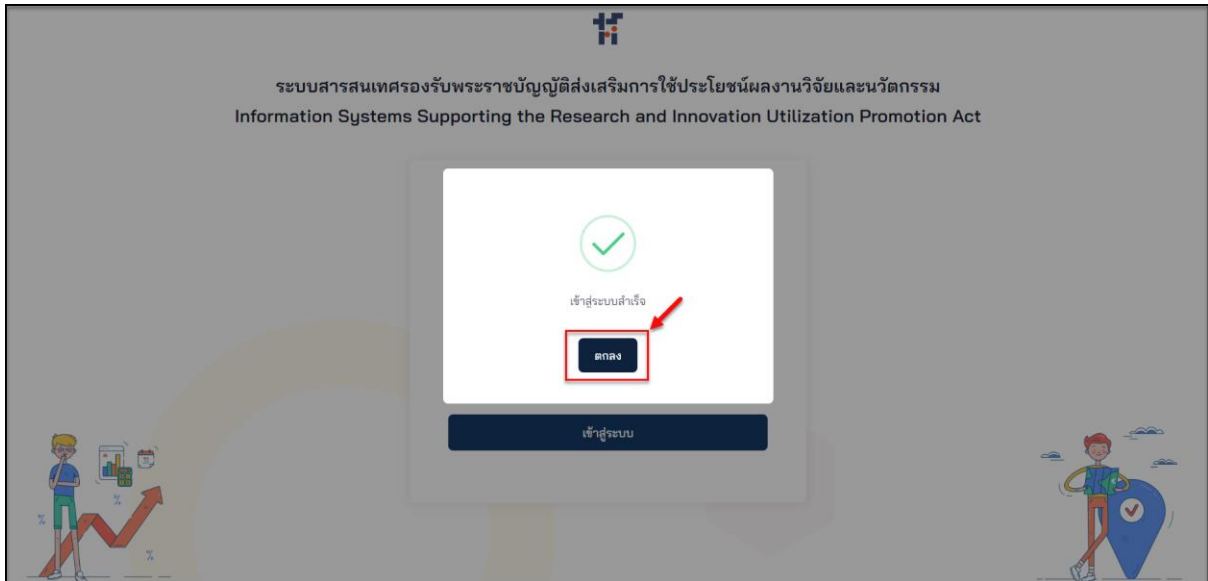 ระบบสารสนเทศรองรับพระราชบัญญัติส่งเสริมการใช้ประโยชน์ผลงานวิจัยและนวัตกรรม
Information Systems Supporting the Research and Innovation Utilization Promotion Act
เข้าสู่ระบบสำเร็จ
ตกลง
เข้าสู่ระบบ
%
%
%